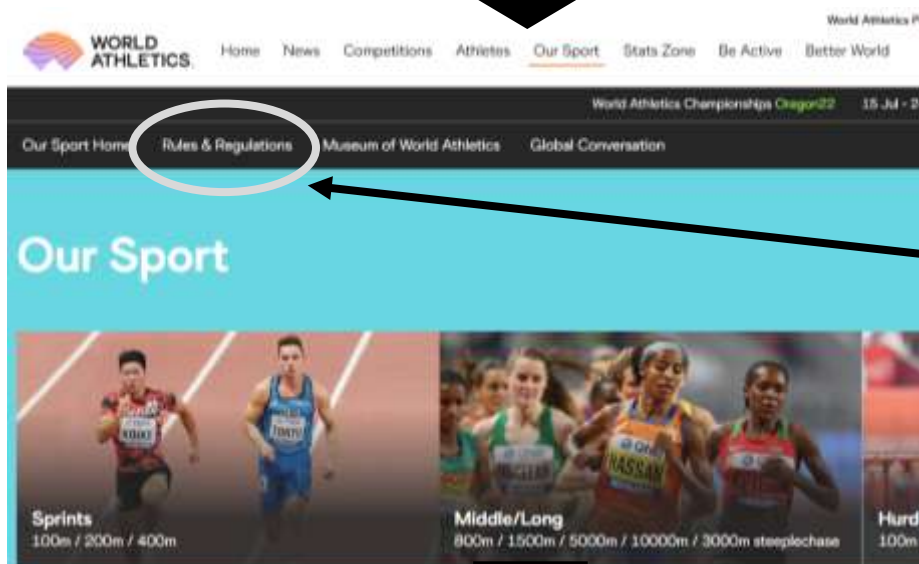 World Athletics
WORLD
ATHLETICS
Home News Competitions Athletes Our Sport Stats Zone Be Active Better World
World Athletics Championships Oregon22 15 Jul - 2
Our Sport Home Rules & Regulations Museum of World Athletics Global Conversation
Our Sport
KOIKE
TORTU
HASSAN
Sprints
100m / 200m / 400m
Middle/Long
800m / 1500m / 5000m / 10000m / 3000m steeplechase
Hurd
100m